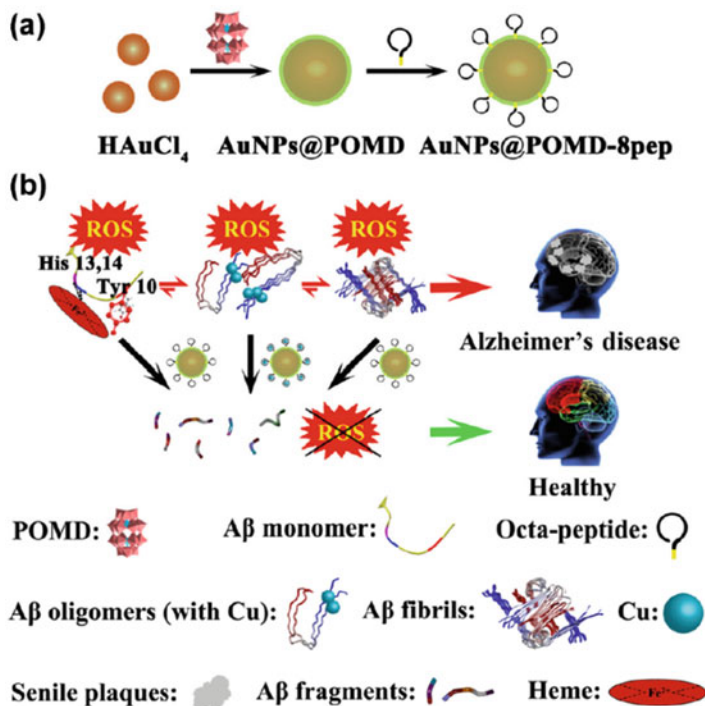 (a)
HAuCl4
AuNPs@POMD
AuNPs@POMD-8pep
(b)
ROS
ROS
ROS
His 13,14
Tyr 10
Alzheimer's disease
ROS
Healthy
POMD:
Aβ monomer:
Octa-peptide:
Aβ oligomers (with Cu):
Aβ fibrils:
Cu:
Senile plaques:
Aβ fragments:
Heme: